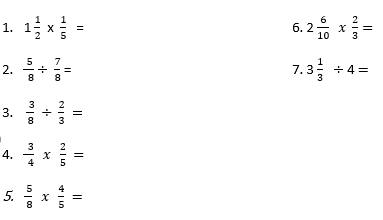 1. 1 1/2 x 1/5 =
2. 5/8 ÷ 7/8 =
3. 3/8 ÷ 2/3 =
4. 3/4 x 2/5 =
5. 5/8 x 4/5 =
6. 2 6/10 x 2/3 =
7. 3 1/3 ÷ 4 =